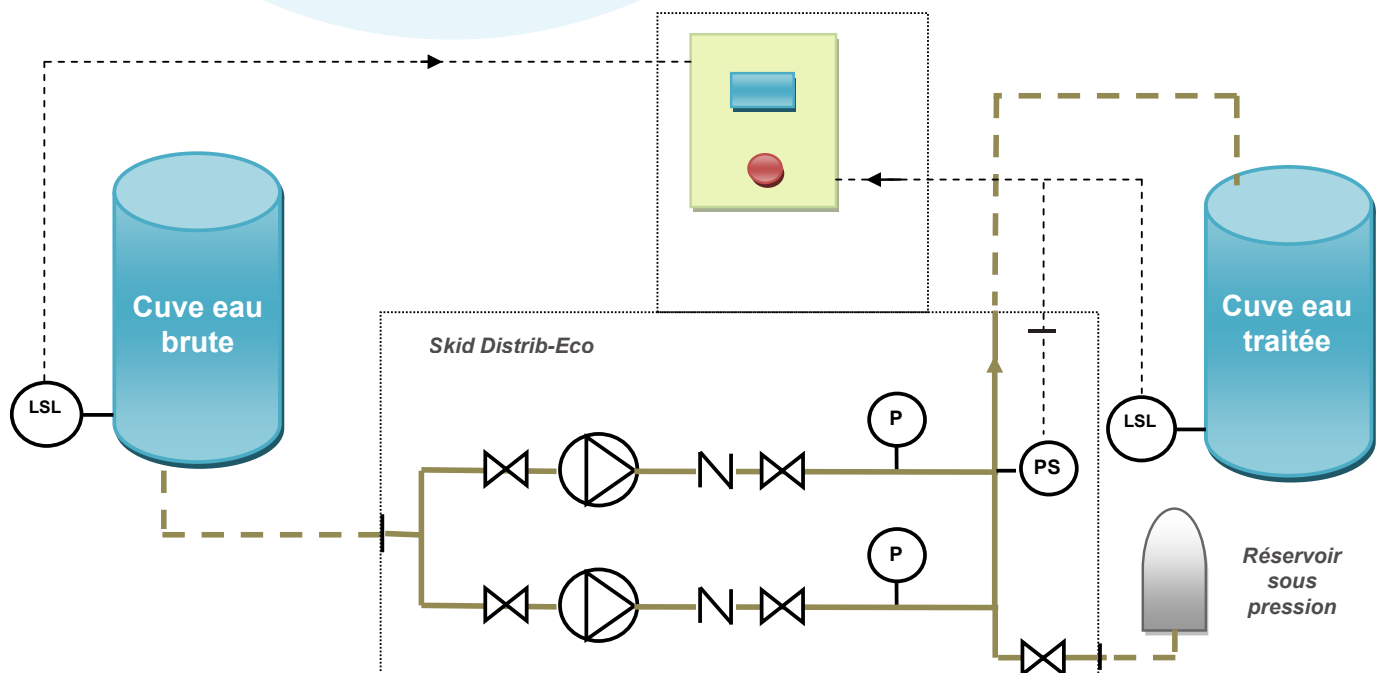 Cuve eau
brute
Cuve eau
traitée
Skid Distrib-Eco
LSL
P
LSL
PS
P
Réservoir
sous
pression